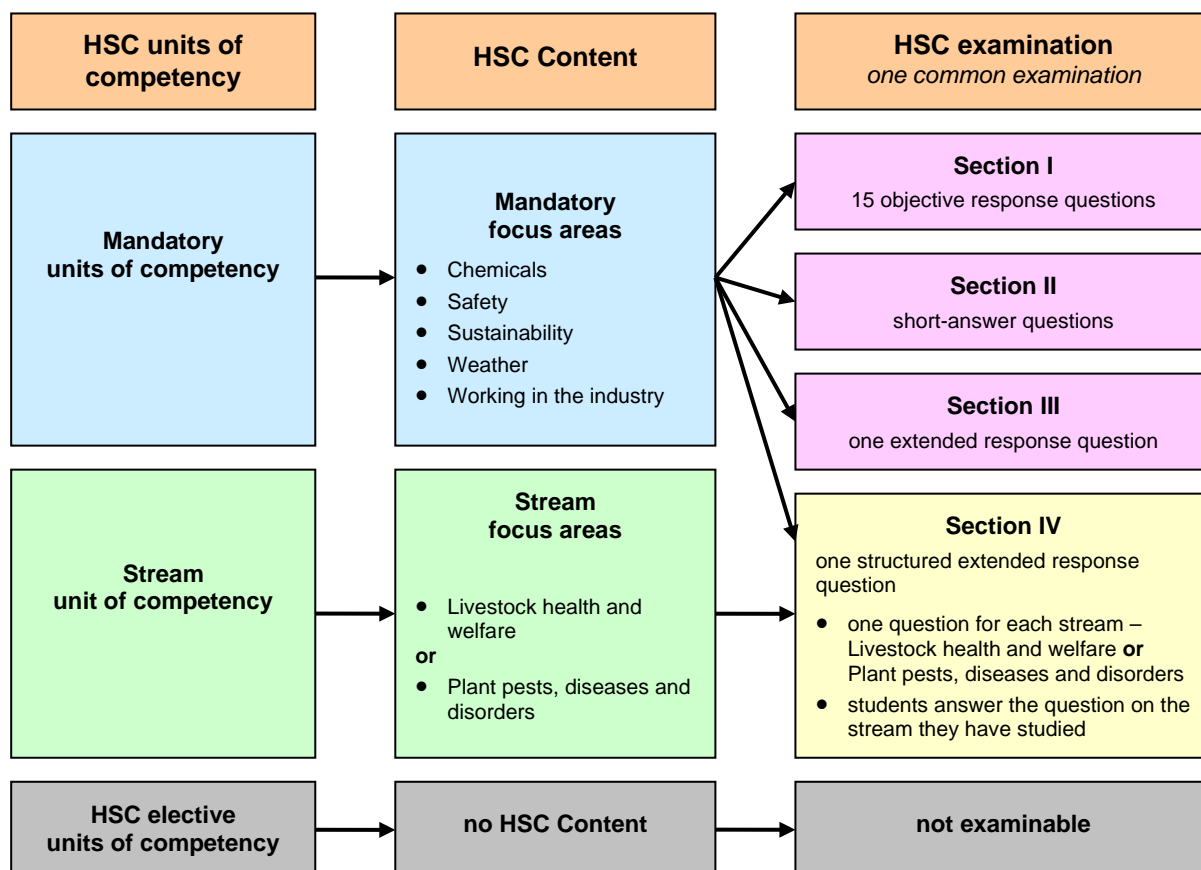 HSC units of
competency
HSC Content
HSC examination
one common examination
Mandatory
units of competency
Mandatory
focus areas
• Chemicals
• Safety
• Sustainability
• Weather
• Working in the industry
Section I
15 objective response questions
Section II
short-answer questions
Section III
one extended response question
Stream
unit of competency
Stream
focus areas
• Livestock health and
welfare
or
• Plant pests, diseases and
disorders
Section IV
one structured extended response
question
• one question for each stream –
Livestock health and welfare or
Plant pests, diseases and disorders
• students answer the question on the
stream they have studied
HSC elective
units of competency
no HSC Content
not examinable